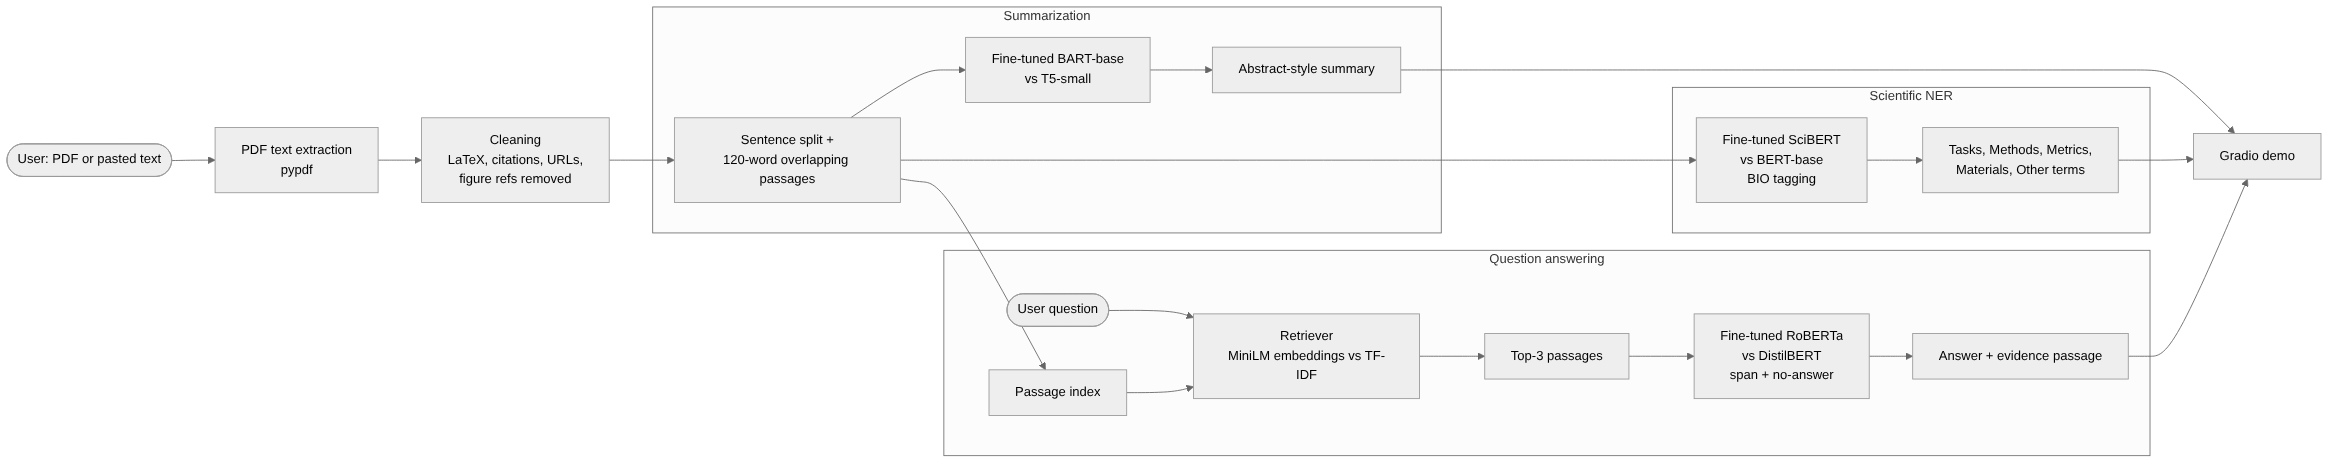 User: PDF or pasted text
PDF text extraction
pypdf
Cleaning
LaTeX, citations, URLs,
figure refs removed
Summarization
Sentence split +
120-word overlapping
passages
Fine-tuned BART-base
vs T5-small
Abstract-style summary
Scientific NER
Fine-tuned SciBERT
vs BERT-base
BIO tagging
Tasks, Methods, Metrics,
Materials, Other terms
Question answering
User question
Passage index
Retriever
MiniLM embeddings vs TF-
IDF
Top-3 passages
Fine-tuned RoBERTa
vs DistilBERT
span + no-answer
Answer + evidence passage
Gradio demo